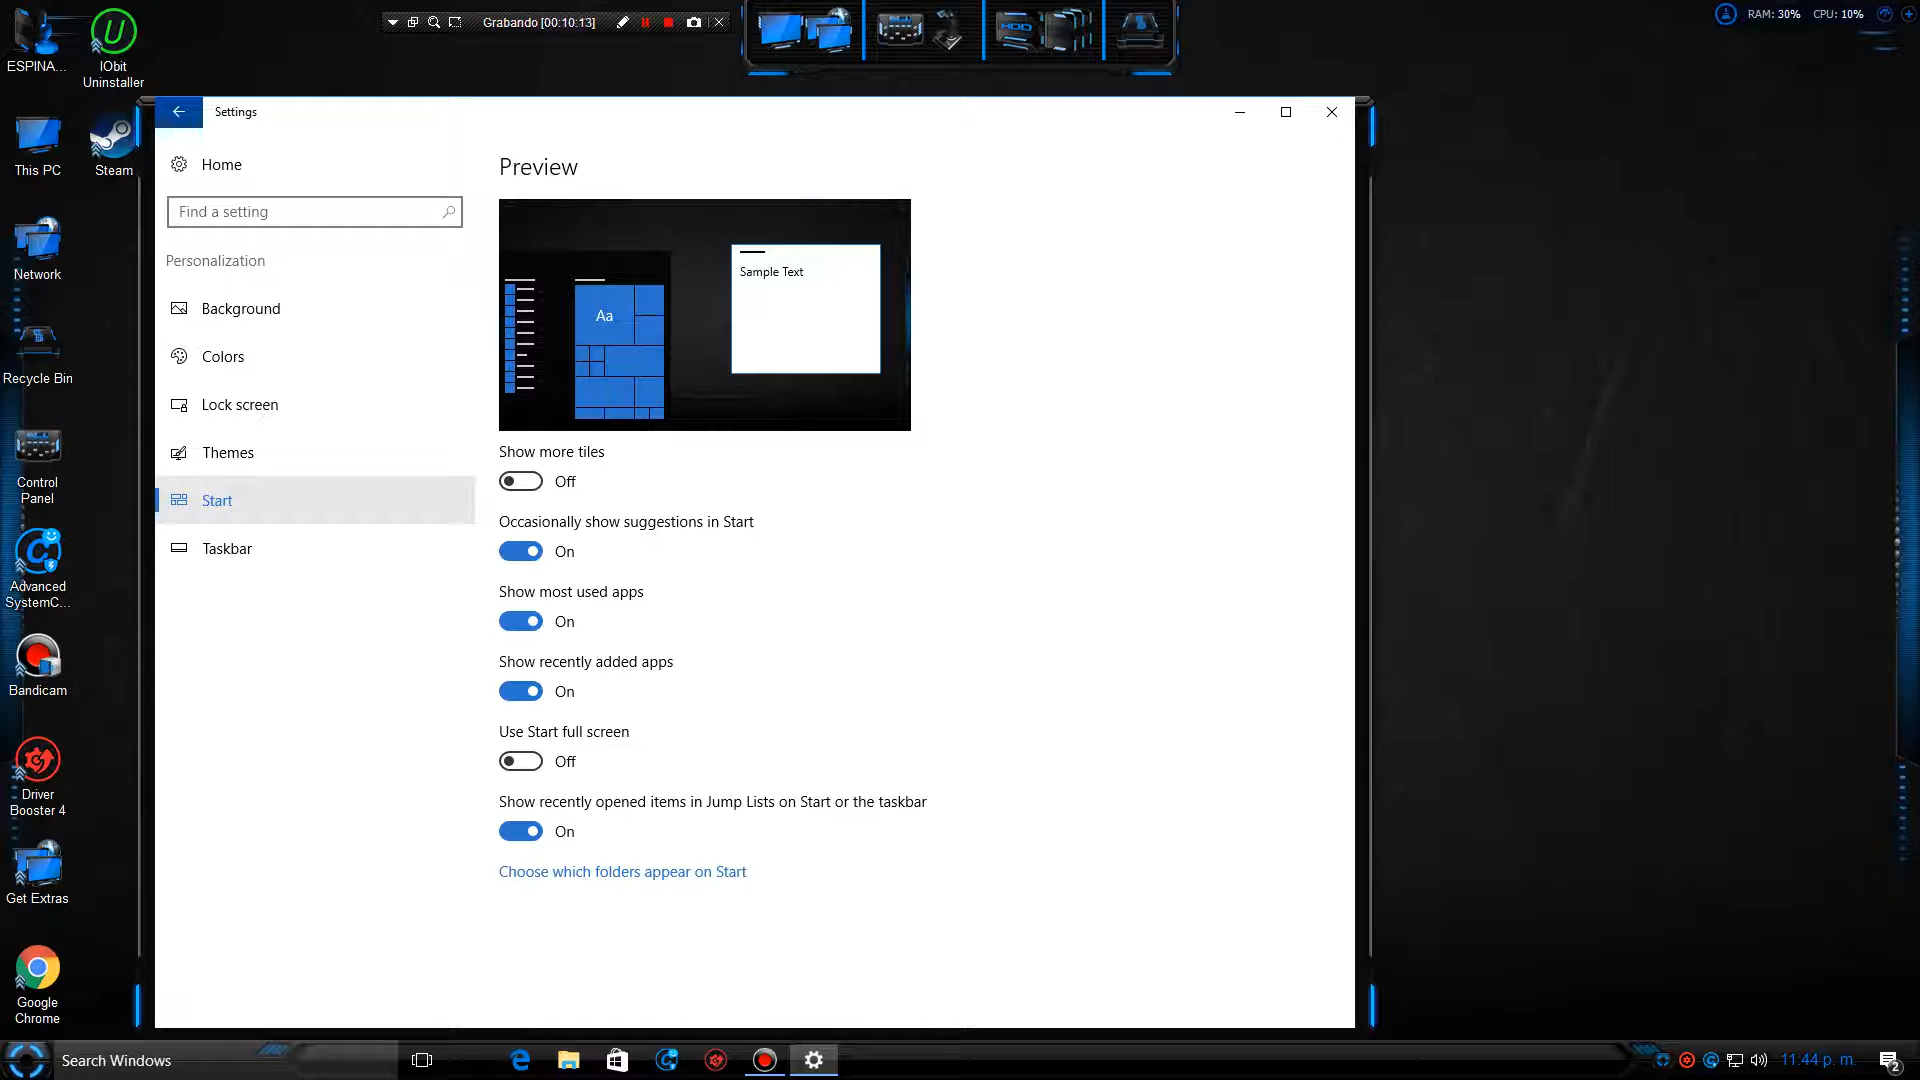 Grabando [00:10:13]
RAM: 30% CPU: 10%
ESPINA...
IObit
Uninstaller
This PC
Steam
Network
Recycle Bin
Control
Panel
Advanced
SystemC...
Bandicam
Driver
Booster 4
Get Extras
Google
Chrome
Settings
Home
Find a setting
Personalization
Background
Colors
Lock screen
Themes
Start
Taskbar
Preview
Sample Text
Aa
Show more tiles
Off
Occasionally show suggestions in Start
On
Show most used apps
On
Show recently added apps
On
Use Start full screen
Off
Show recently opened items in Jump Lists on Start or the taskbar
On
Choose which folders appear on Start
HDD
Search Windows
11.44 p. m.
2